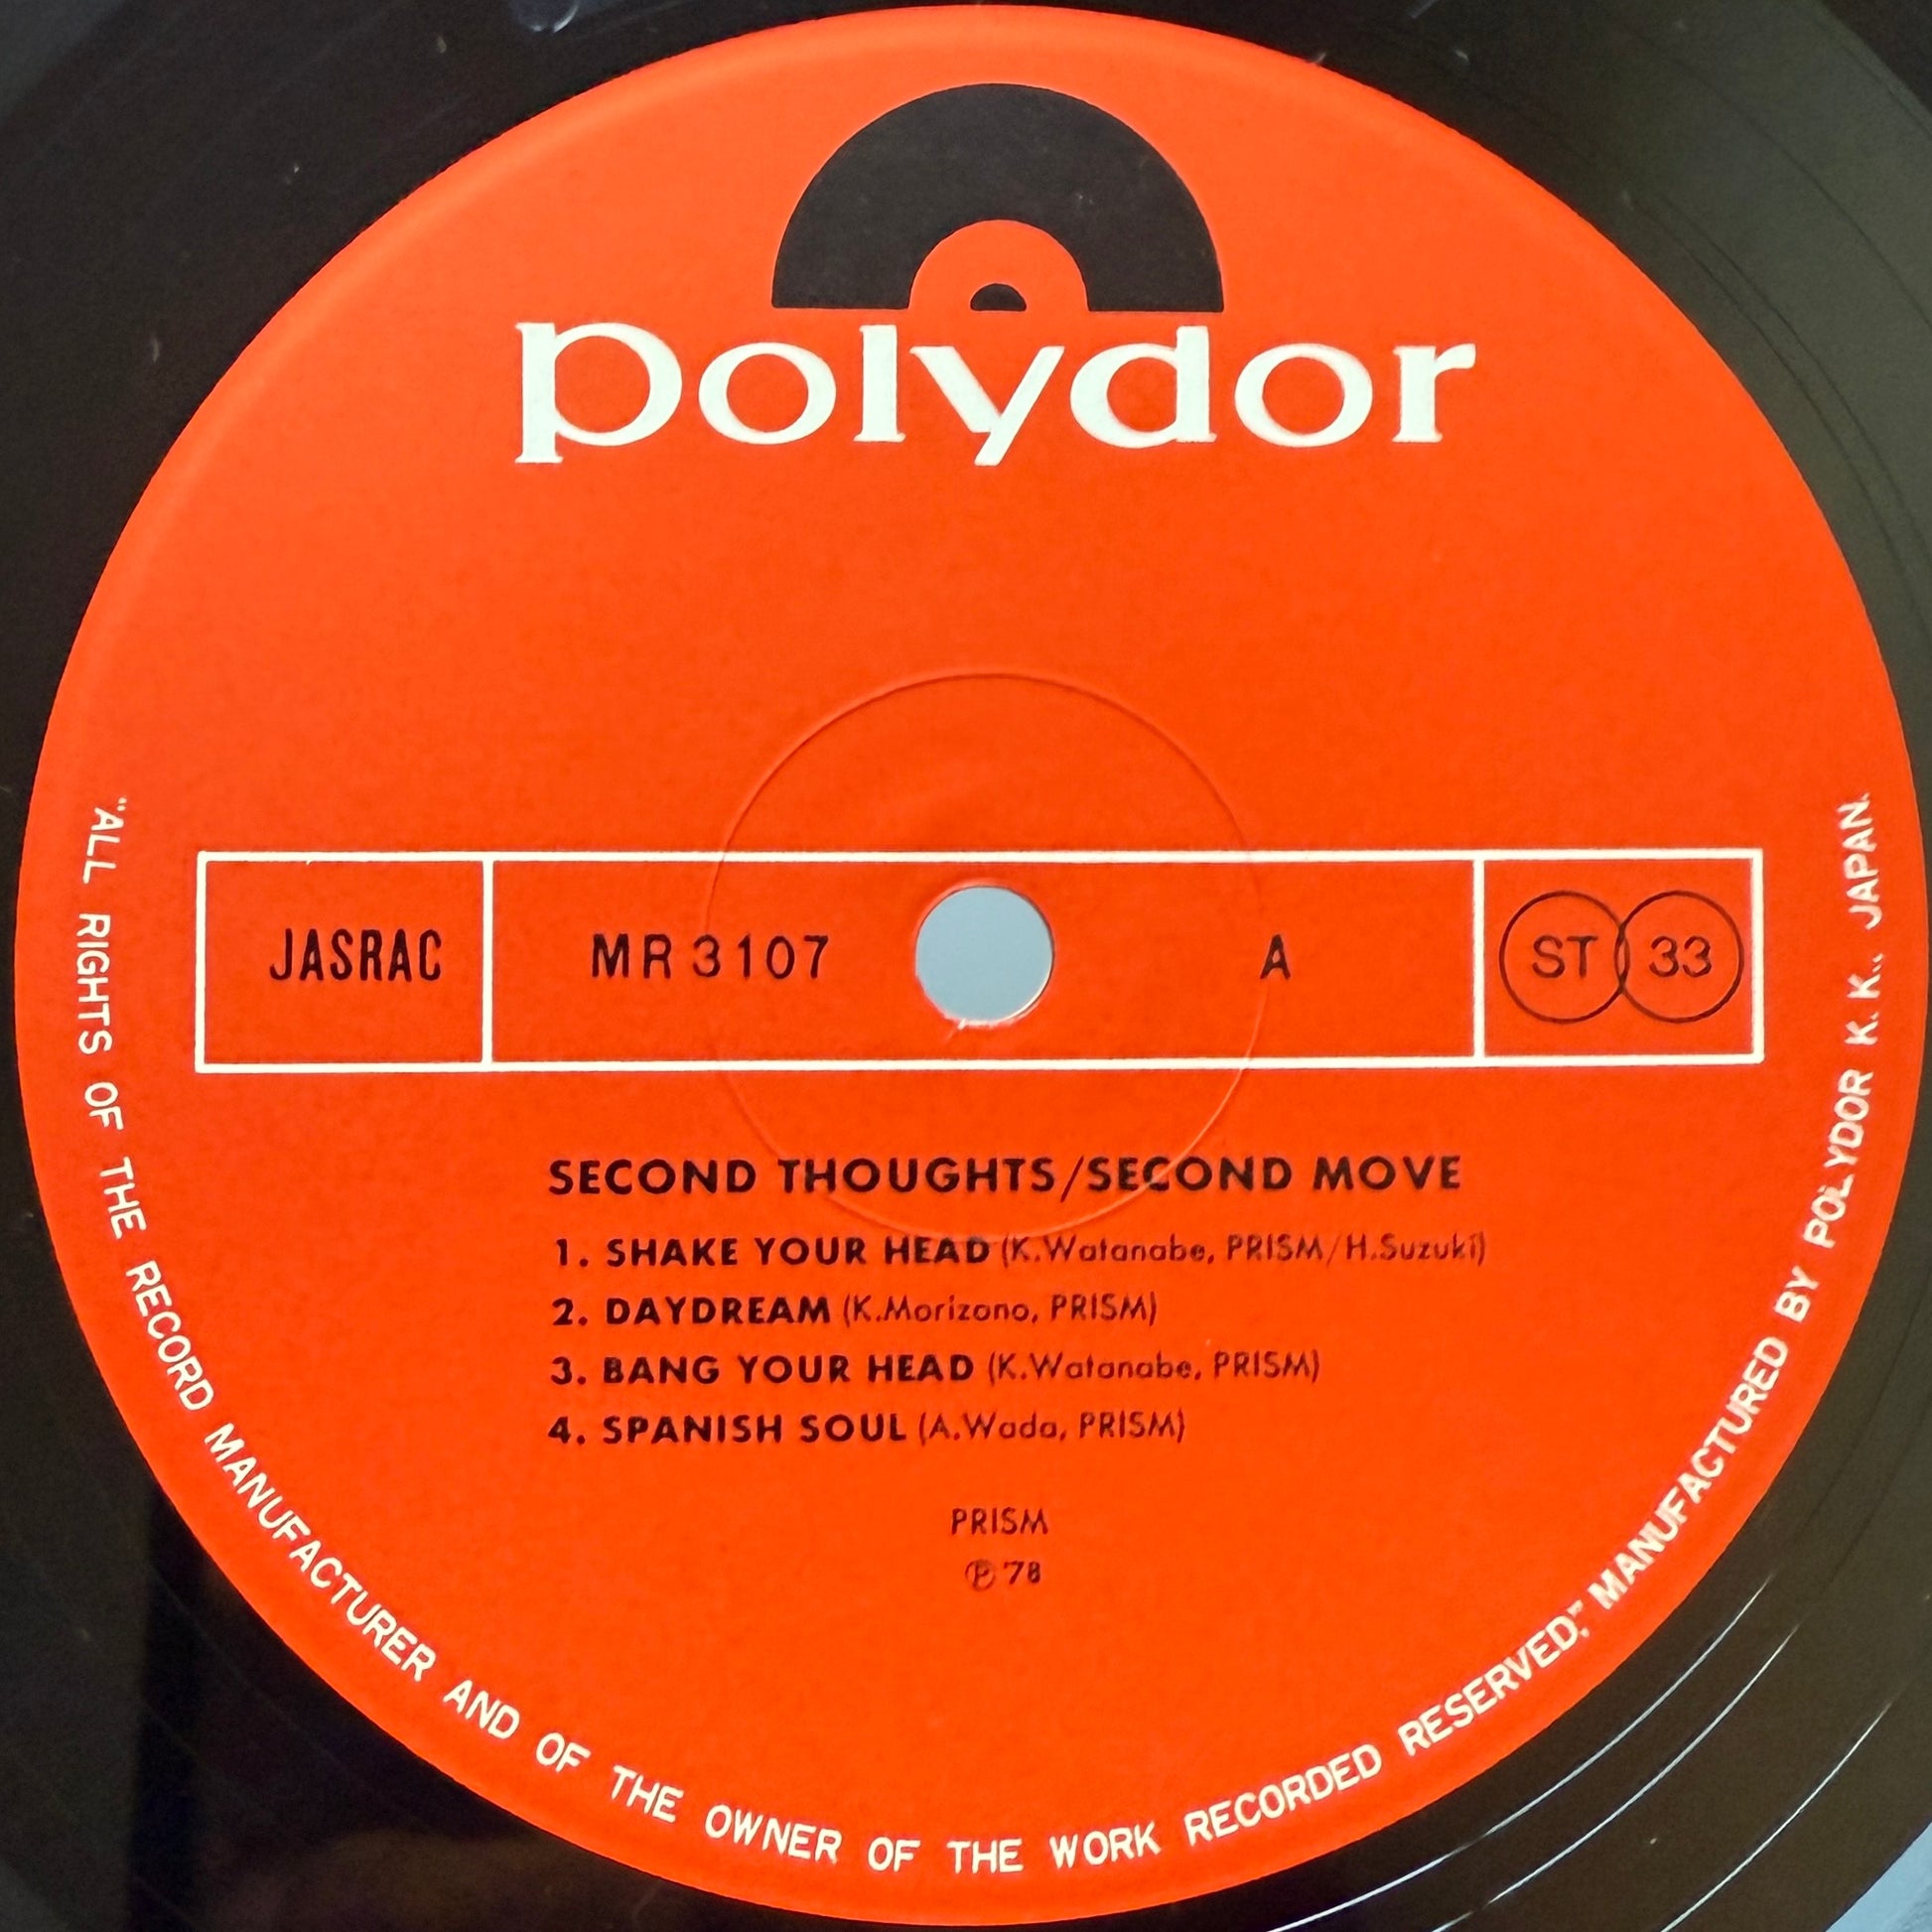 polydor
JASRAC
MR 3107
A
ST 33
SECOND THOUGHTS/SECOND MOVE
1. SHAKE YOUR HEAD (K.Watanabe, PRISM/H.Suzuki)
2. DAYDREAM (K.Morizono, PRISM)
3. BANG YOUR HEAD (K.Watanabe, PRISM)
4. SPANISH SOUL (A.Wada, PRISM)
PRISM
Ⓟ '78
"ALL RIGHTS OF THE RECORD MANUFACTURER AND OF THE OWNER OF THE WORK RECORDED RESERVED," MANUFACTURED BY POLYDOR K. K., JAPAN.